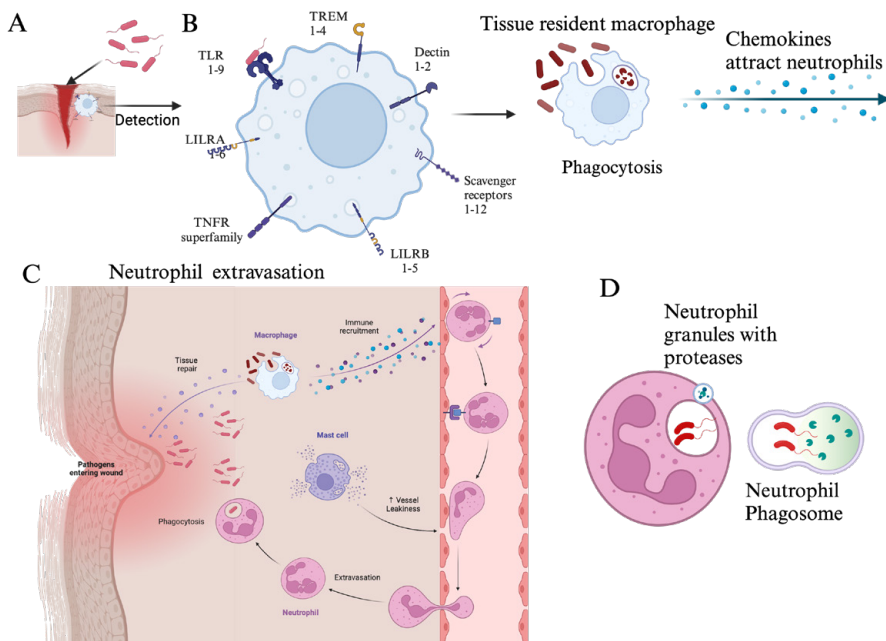 A
Detection
B
TREM
1-4
TLR
1-9
Dectin
1-2
LILRA
1-6
Scavenger
receptors
1-12
TNFR
superfamily
LILRB
1-5
Tissue resident macrophage
Phagocytosis
Chemokines
attract neutrophils
C
Neutrophil extravasation
Macrophage
Immune
recruitment
Tissue
repair
Pathogens
entering wound
Mast cell
↑ Vessel
Leakiness
Phagocytosis
Extravasation
Neutrophil
D
Neutrophil
granules with
proteases
Neutrophil
Phagosome